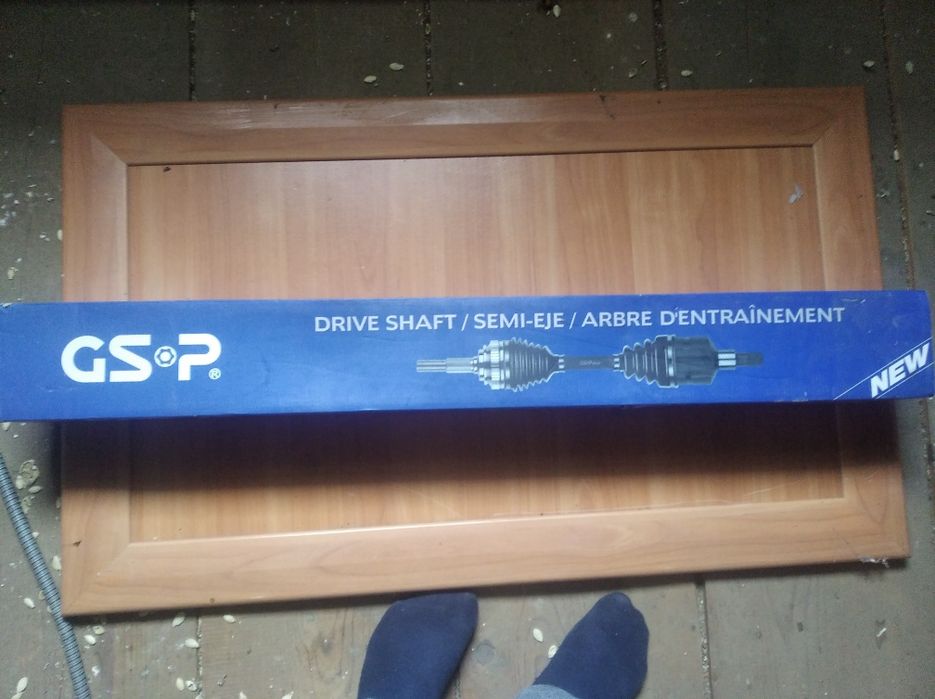 DRIVE SHAFT / SEMI-EJE / ARBRE D'ENTRAÎNEMENT
GSP®
NEW